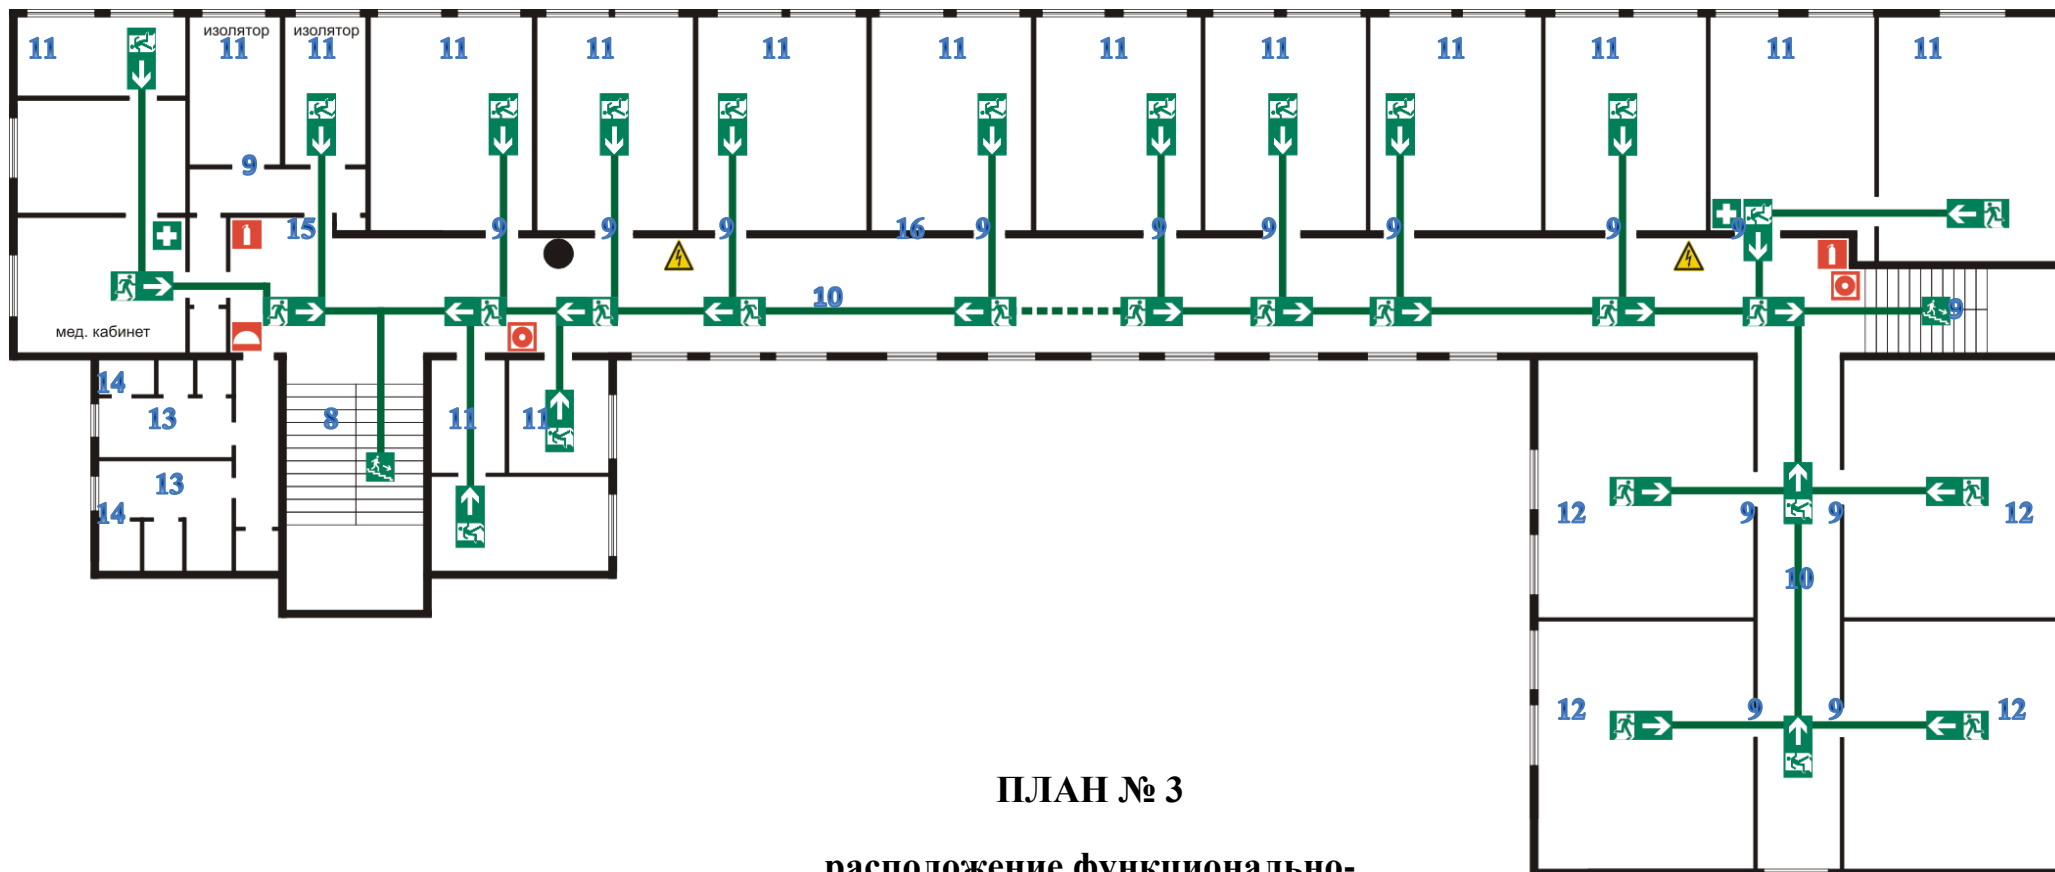 изолятор изолятор
11 11 11 11 11 11 11 11 11 11 11 11 11
9
15 9 9 9 16 9 9 9 9 9 9
10
9
мед. кабинет
14
13 8 11 11
13
14 12 9 9 12
10
12 9 9 12
ПЛАН № 3
расположение функционально-